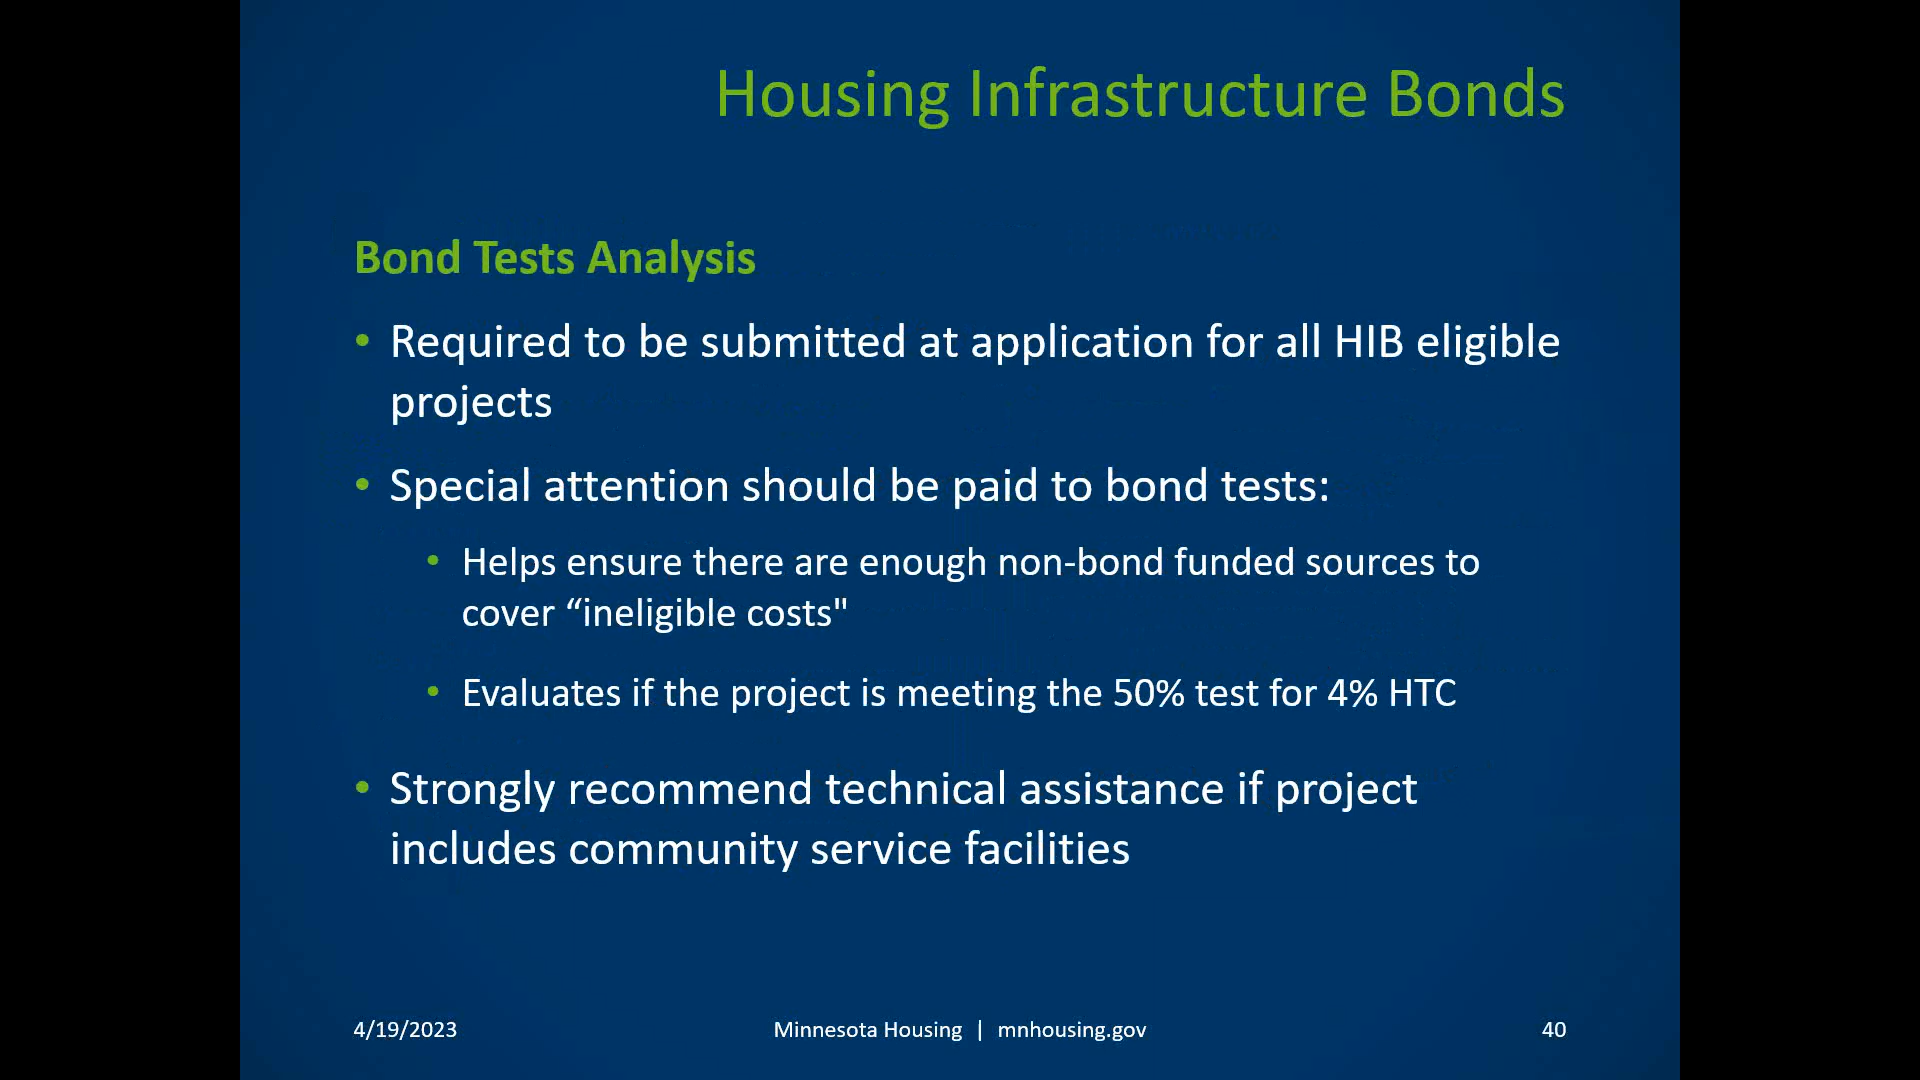 Housing Infrastructure Bonds
Bond Tests Analysis
• Required to be submitted at application for all HIB eligible
projects
• Special attention should be paid to bond tests:
• Helps ensure there are enough non-bond funded sources to
cover “ineligible costs"
• Evaluates if the project is meeting the 50% test for 4% HTC
• Strongly recommend technical assistance if project
includes community service facilities
4/19/2023
Minnesota Housing | mnhousing.gov
40